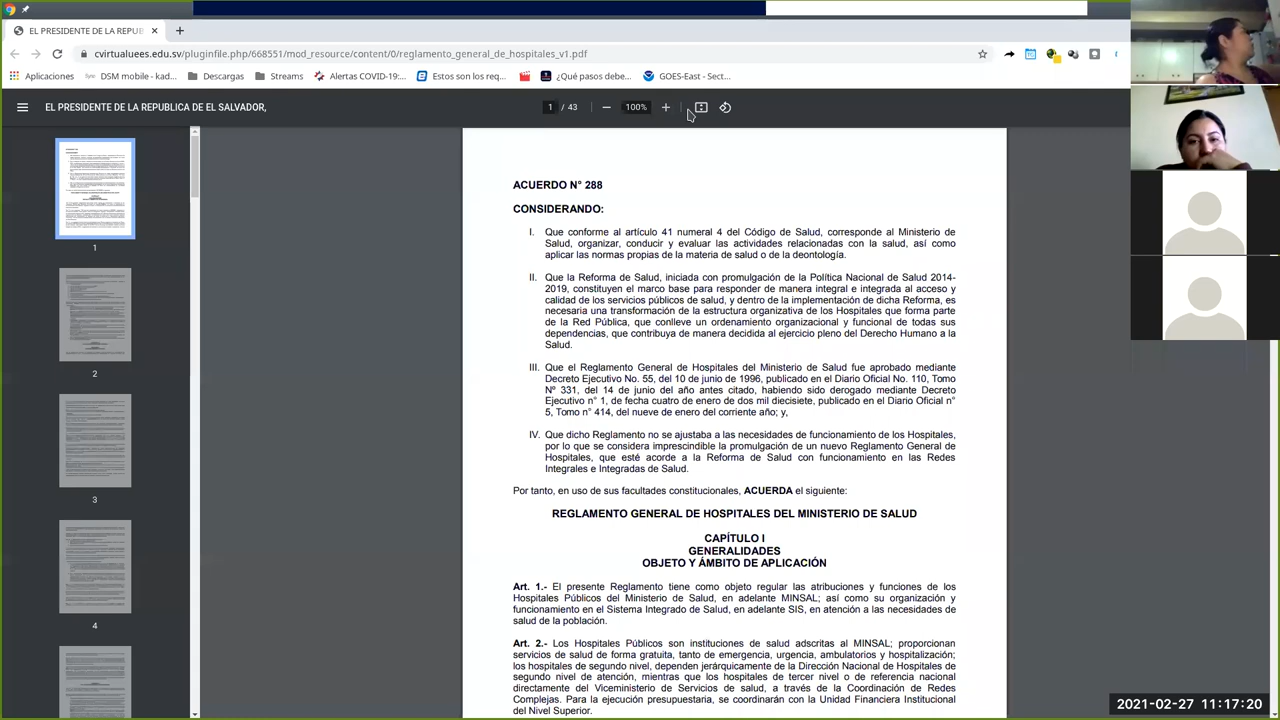 EL PRESIDENTE DE LA REPUB
cvirtualuees.edu.sv/pluginfile.php/668551/mod_resource/content/0/reglamento_general_de_hospitales_v1.pdf
Aplicaciones DSM mobile - kad... Descargas Streams Alertas COVID-19:... Estos son los req... ¿Qué pasos debe... GOES-East - Sect...
EL PRESIDENTE DE LA REPUBLICA DE EL SALVADOR, 1 / 43 100%
1
2
3
4
ACUERDO N° 288
CONSIDERANDO:
I. Que conforme al artículo 41 numeral 4 del Código de Salud, corresponde al Ministerio de
Salud, organizar, conducir y evaluar las actividades relacionadas con la salud, así como
aplicar las normas propias de la materia de salud o de la deontología.
II. Que la Reforma de Salud, iniciada con promulgación de la Política Nacional de Salud 2014-
2019, constituyen el marco base para responder de manera integral e integrada al acceso y
calidad de los servicios públicos de salud, y dentro de la implementación de dicha Reforma, es
necesaria una transformación de la estructura organizativa de los Hospitales que forma parte
de la Red Pública, que conlleve un ordenamiento organizacional y funcional de todas sus
dependencias, que contribuya de manera decidida al ejercicio pleno del Derecho Humano a la
Salud.
III. Que el Reglamento General de Hospitales del Ministerio de Salud fue aprobado mediante
Decreto Ejecutivo No. 55, del 10 de junio de 1996, publicado en el Diario Oficial No. 110, Tomo
Nº 331, del 14 de junio del año antes citado, habiendo sido derogado mediante Decreto
Ejecutivo n° 1, de fecha cuatro de enero de dos mil diecisiete, publicado en el Diario Oficial n°
5, Tomo n° 414, del nueve de enero del corriente año; y,
IV. Que dicho Reglamento no se ajustaba a las necesidades de funcionamiento de los Hospitales,
por lo que se considera imprescindible la promulgación de un nuevo Reglamento General de
Hospitales, que esté acorde a la Reforma de Salud con funcionamiento en las Redes
Integrales e Integradas de Salud.
Por tanto, en uso de sus facultades constitucionales, ACUERDA el siguiente:
REGLAMENTO GENERAL DE HOSPITALES DEL MINISTERIO DE SALUD
CAPÍTULO I
GENERALIDADES
OBJETO Y ÁMBITO DE APLICACIÓN
Art. 1.- El presente Reglamento tiene como objeto regular las atribuciones y funciones de los
Hospitales Públicos del Ministerio de Salud, en adelante MINSAL; así como su organización y
funcionamiento en el Sistema Integrado de Salud, en adelante SIS, en atención a las necesidades de
salud de la población.
Art. 2.- Los Hospitales Públicos son instituciones de salud adscritas al MINSAL; proporcionan
servicios de salud de forma gratuita, tanto de emergencia, urgencia, ambulatorios y hospitalización;
los hospitales de segundo nivel, dependen jerárquicamente de la Dirección Nacional de Hospitales de
segundo nivel de atención, mientras que los hospitales de tercer nivel o de referencia nacional
directamente del Viceministerio de Servicios de salud, a través de la Coordinación de Redes
Complejas. Para la ejecución presupuestaria, se coordinarán con la Unidad Financiera Institucional
del Nivel Superior.
2021-02-27 11:17:20